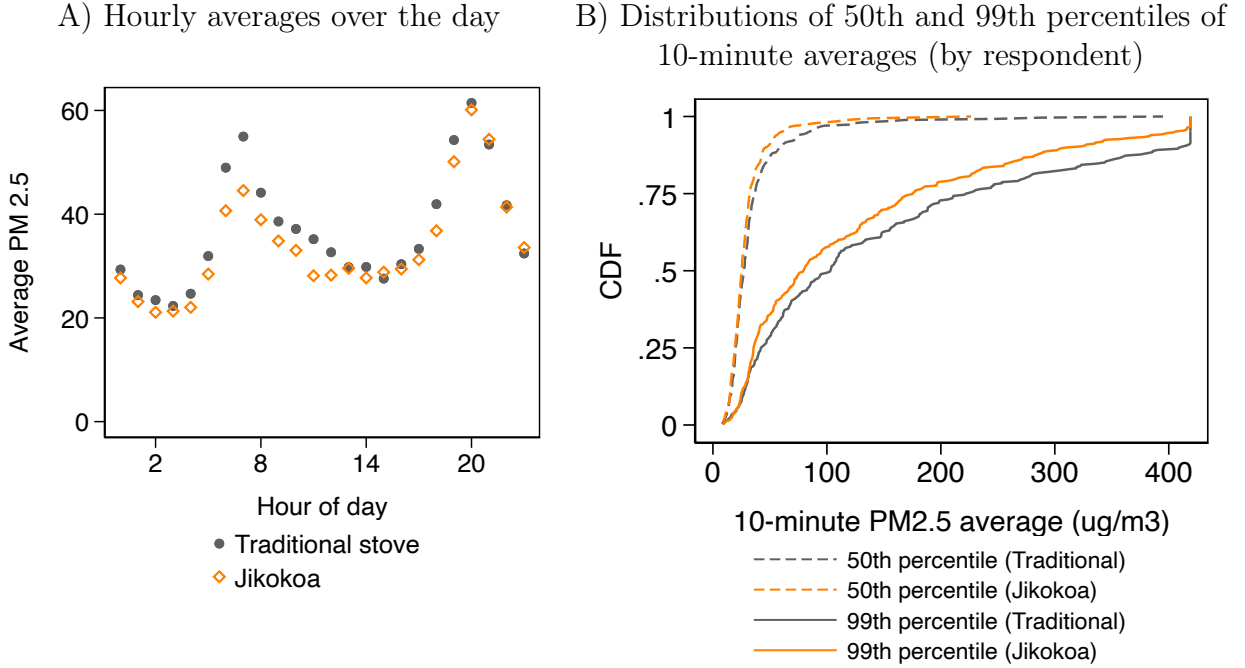 A) Hourly averages over the day
60
40
20
0
Average PM 2.5
2 8 14 20
Hour of day
Traditional stove
Jikokoa
B) Distributions of 50th and 99th percentiles of
10-minute averages (by respondent)
1
.75
.5
.25
0
CDF
0 100 200 300 400
10-minute PM2.5 average (ug/m3)
50th percentile (Traditional)
50th percentile (Jikokoa)
99th percentile (Traditional)
99th percentile (Jikokoa)